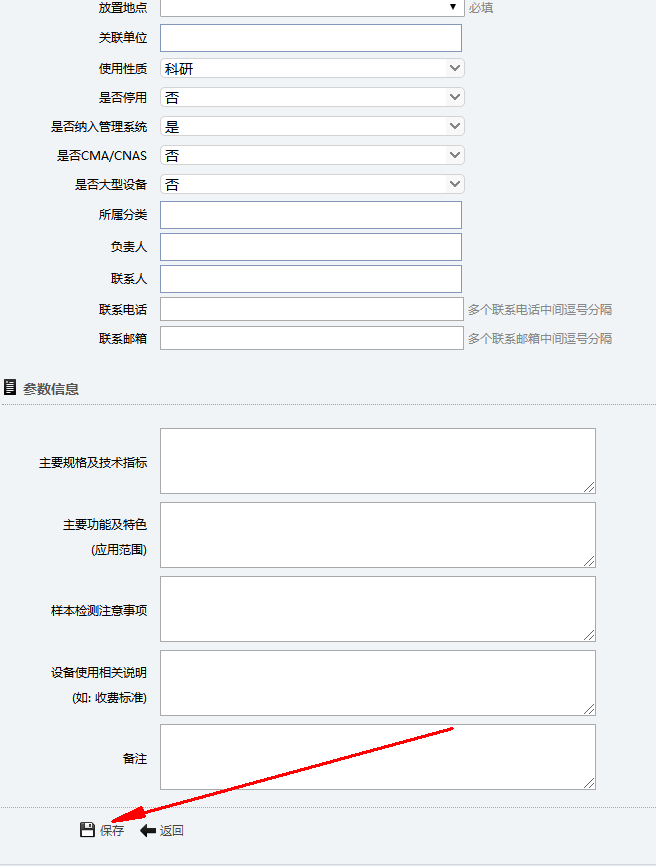 放置地点 必填
关联单位
使用性质 科研
是否停用 否
是否纳入管理系统 是
是否CMA/CNAS 否
是否大型设备 否
所属分类
负责人
联系人
联系电话 多个联系电话中间逗号分隔
联系邮箱 多个联系邮箱中间逗号分隔
参数信息
主要规格及技术指标
主要功能及特色
(应用范围)
样本检测注意事项
设备使用相关说明
(如: 收费标准)
备注
保存 返回